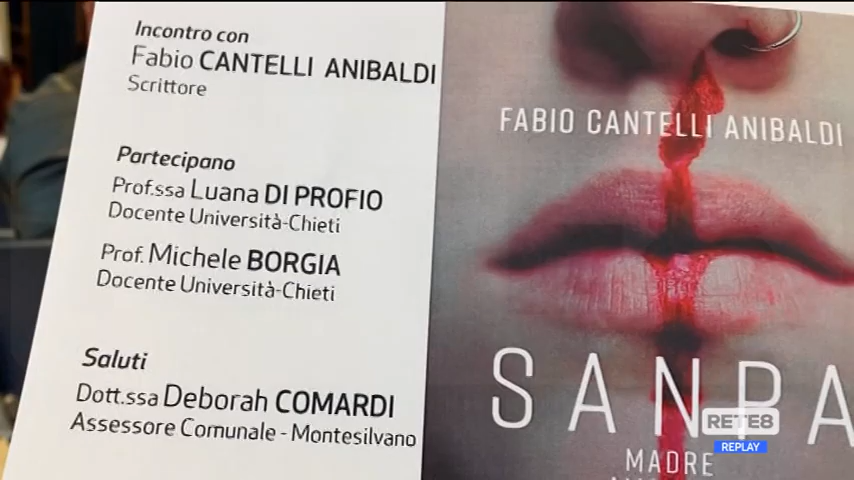 Incontro con
Fabio CANTELLI ANIBALDI
Scrittore
Partecipano
Prof.ssa Luana DI PROFIO
Docente Università-Chieti
Prof. Michele BORGIA
Docente Università-Chieti
Saluti
Dott.ssa Deborah COMARDI
Assessore Comunale - Montesilvano
FABIO CANTELLI ANIBALDI
SANPA
MADRE
RETE8
REPLAY